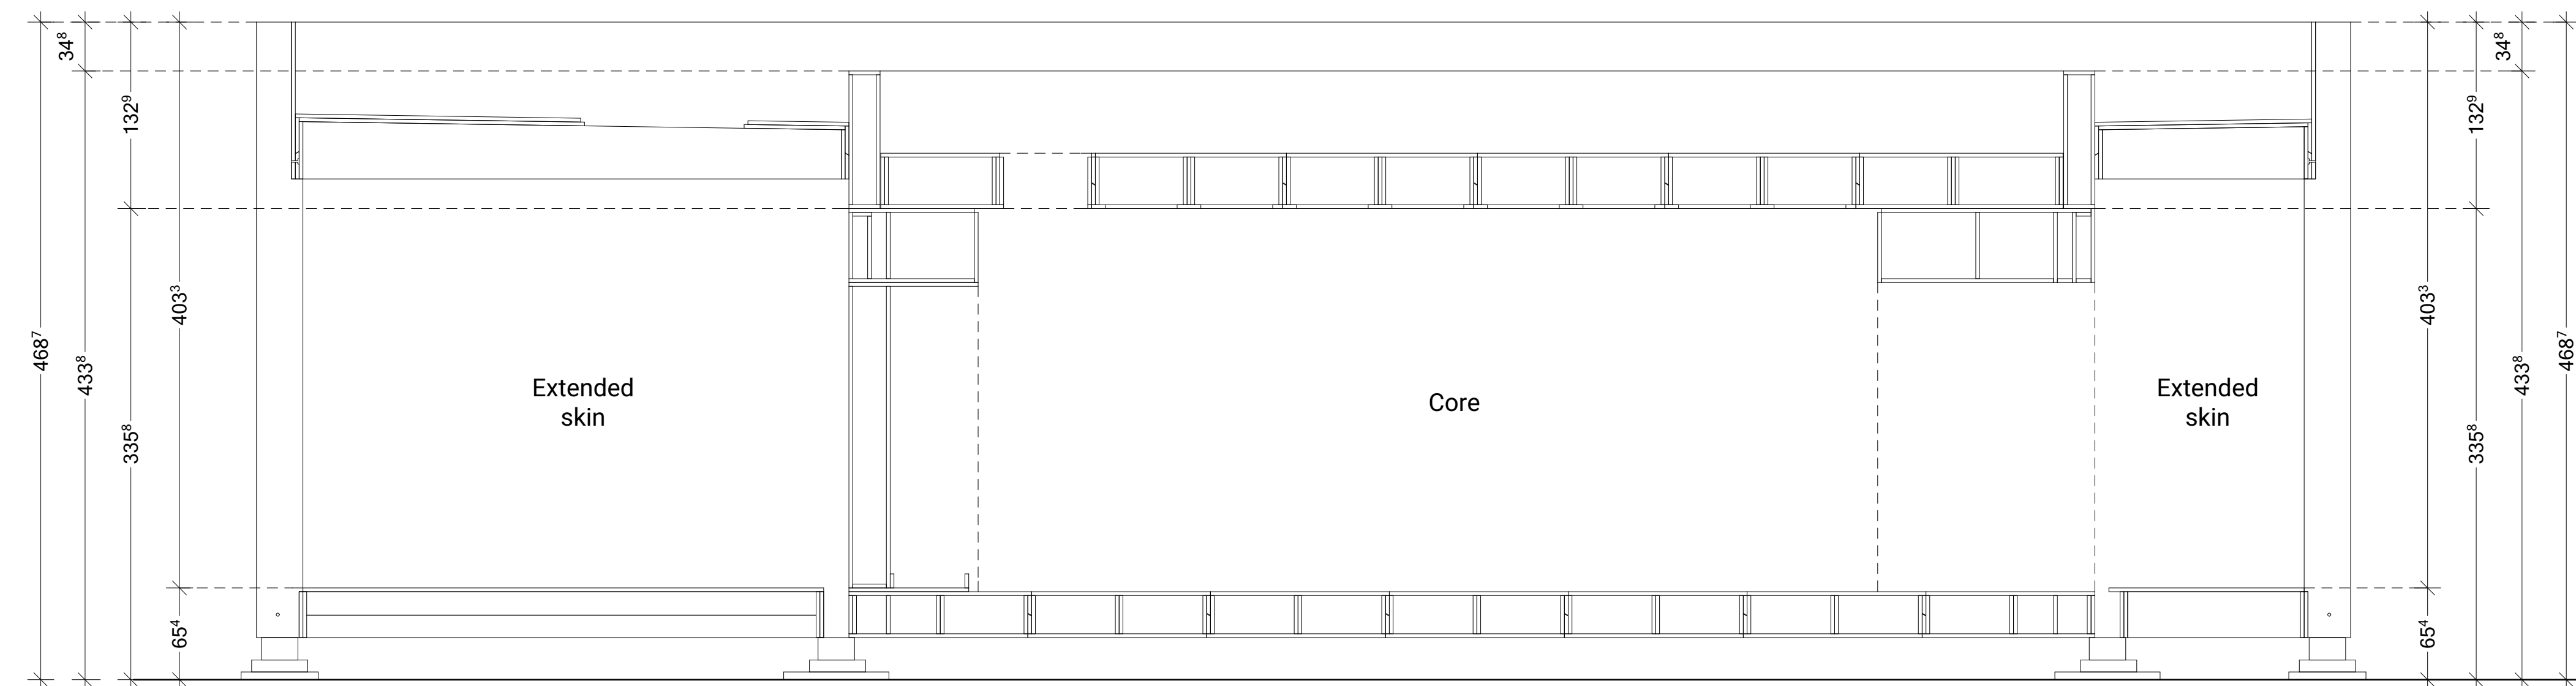 34⁸
34⁸
132⁹
132⁹
403³
403³
468⁷
433⁸
433⁸
468⁷
Extended
skin
Core
Extended
skin
335⁸
335⁸
65⁴
65⁴